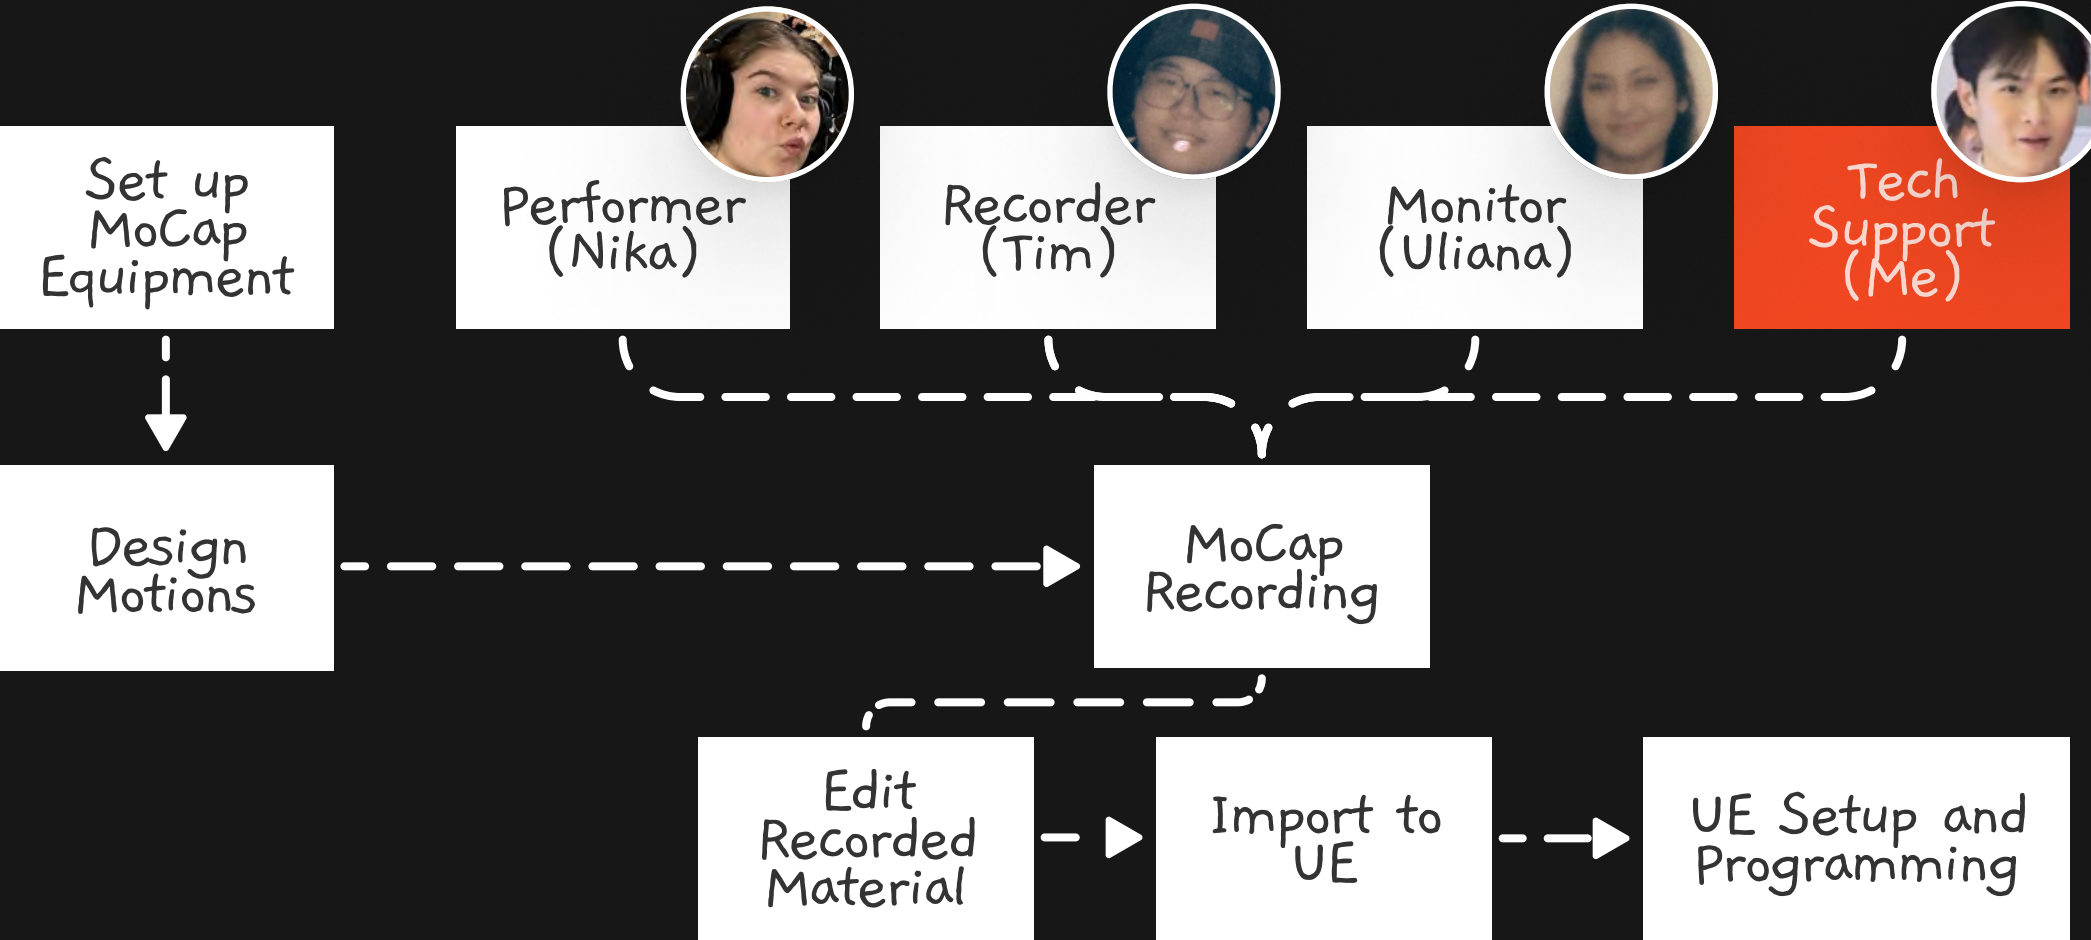 Set up
MoCap
Equipment
Performer
(Nika)
Recorder
(Tim)
Monitor
(Uliana)
Tech
Support
(Me)
Design
Motions
MoCap
Recording
Edit
Recorded
Material
Import to
UE
UE Setup and
Programming